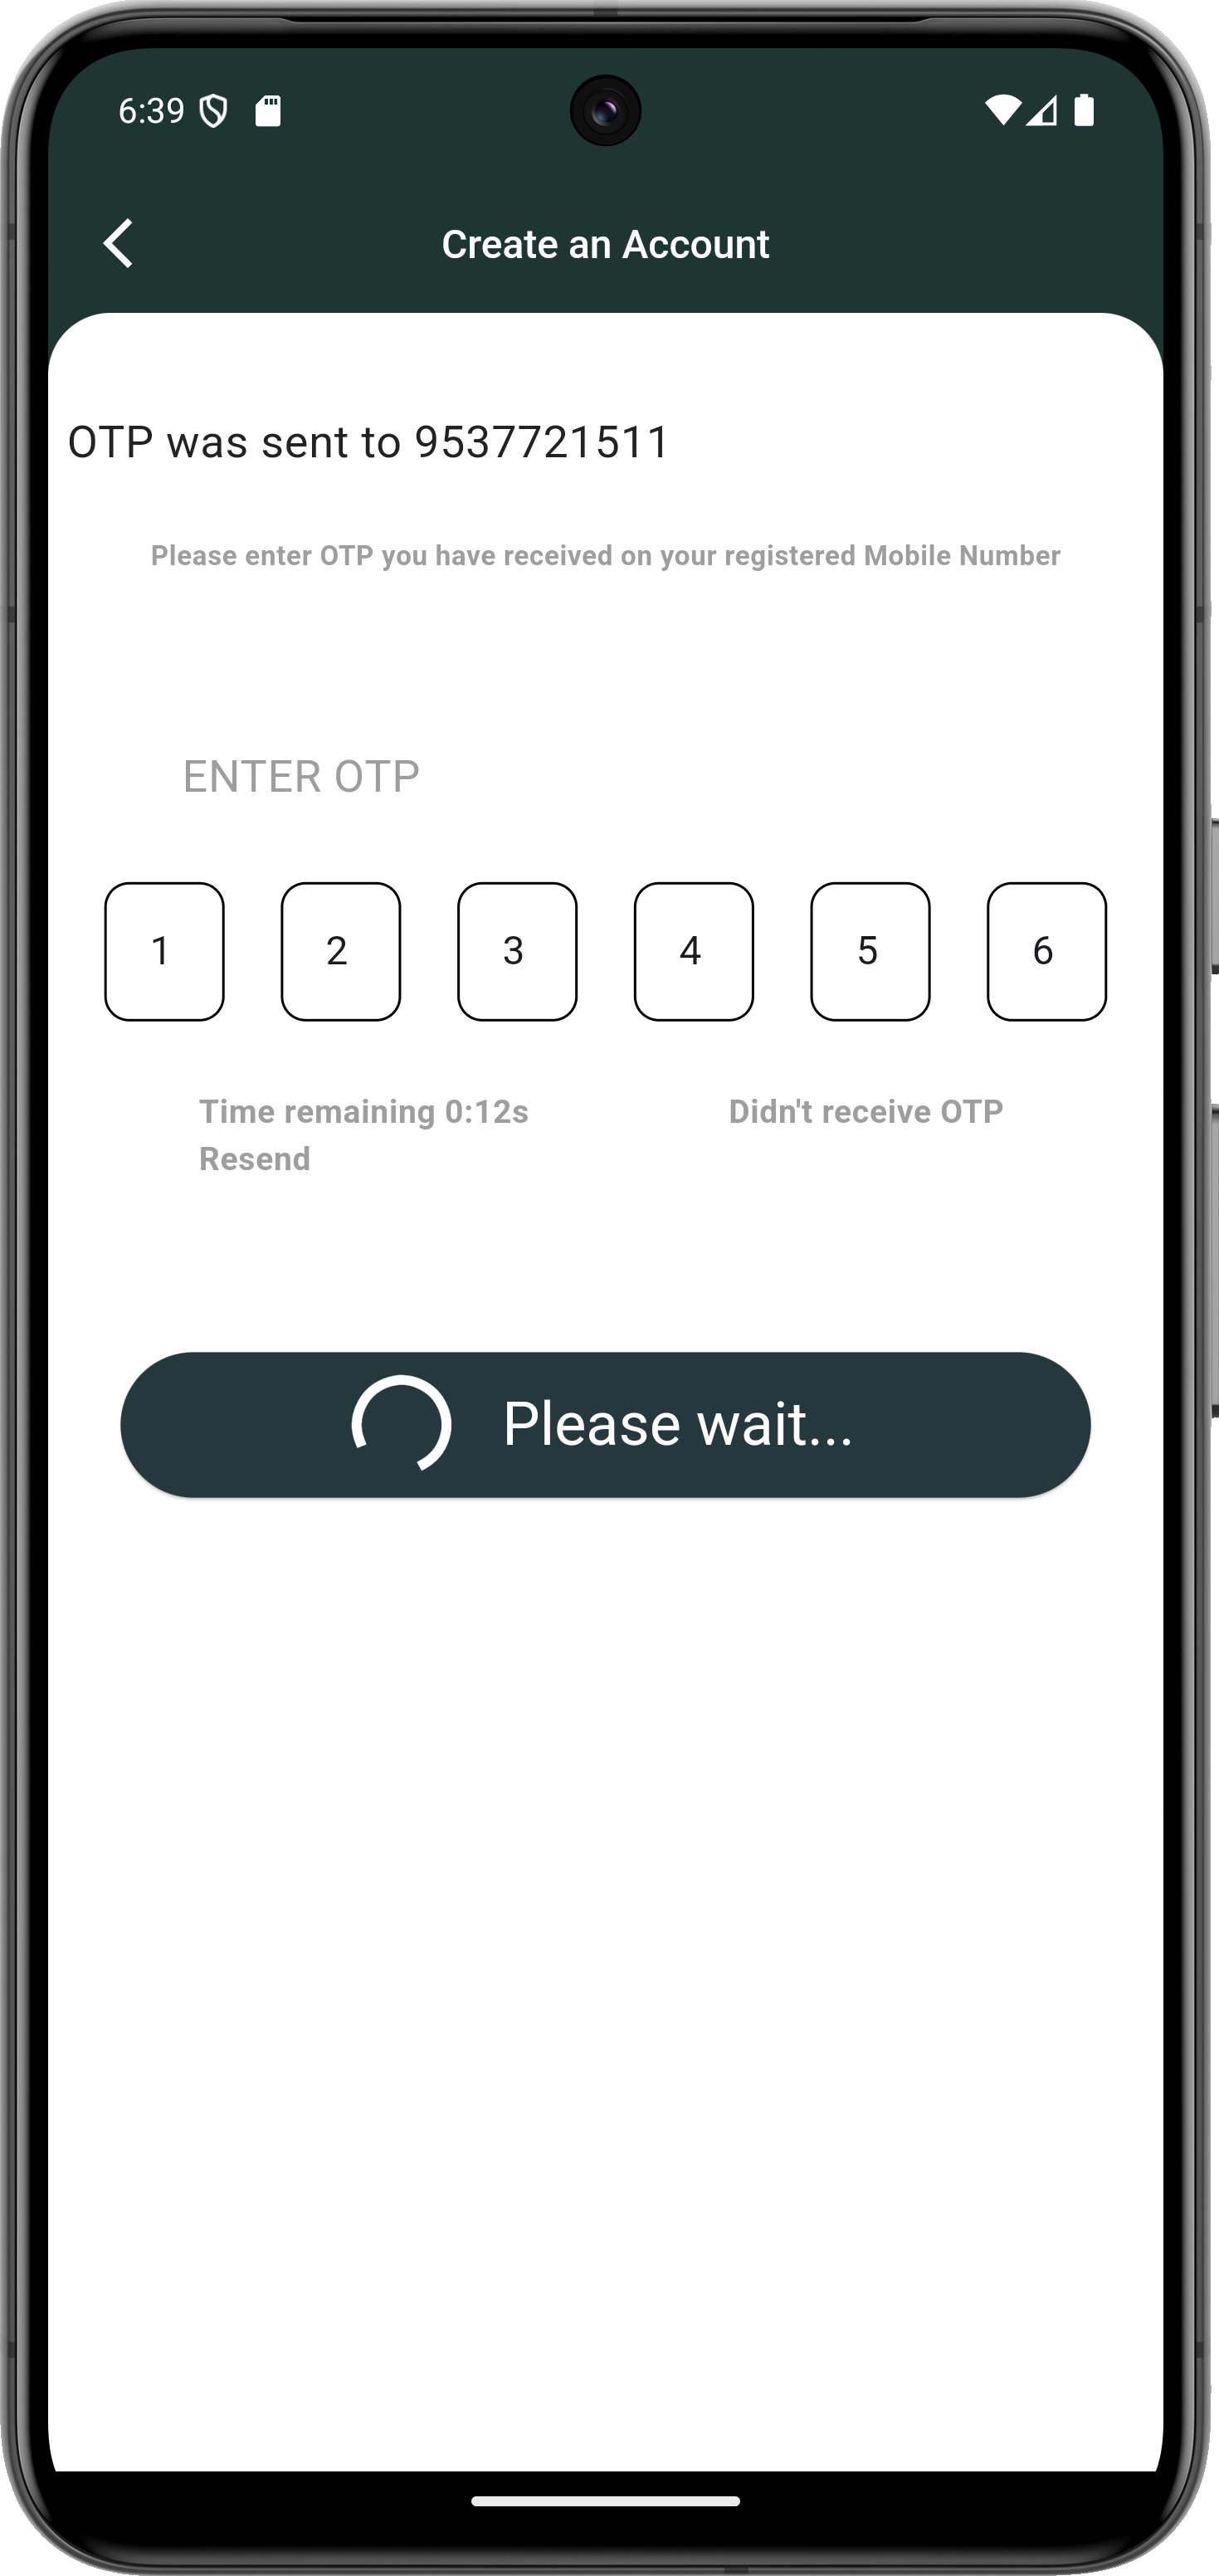 6:39
Create an Account
OTP was sent to 9537721511
Please enter OTP you have received on your registered Mobile Number
ENTER OTP
1 2 3 4 5 6
Time remaining 0:12s Didn't receive OTP
Resend
Please wait...